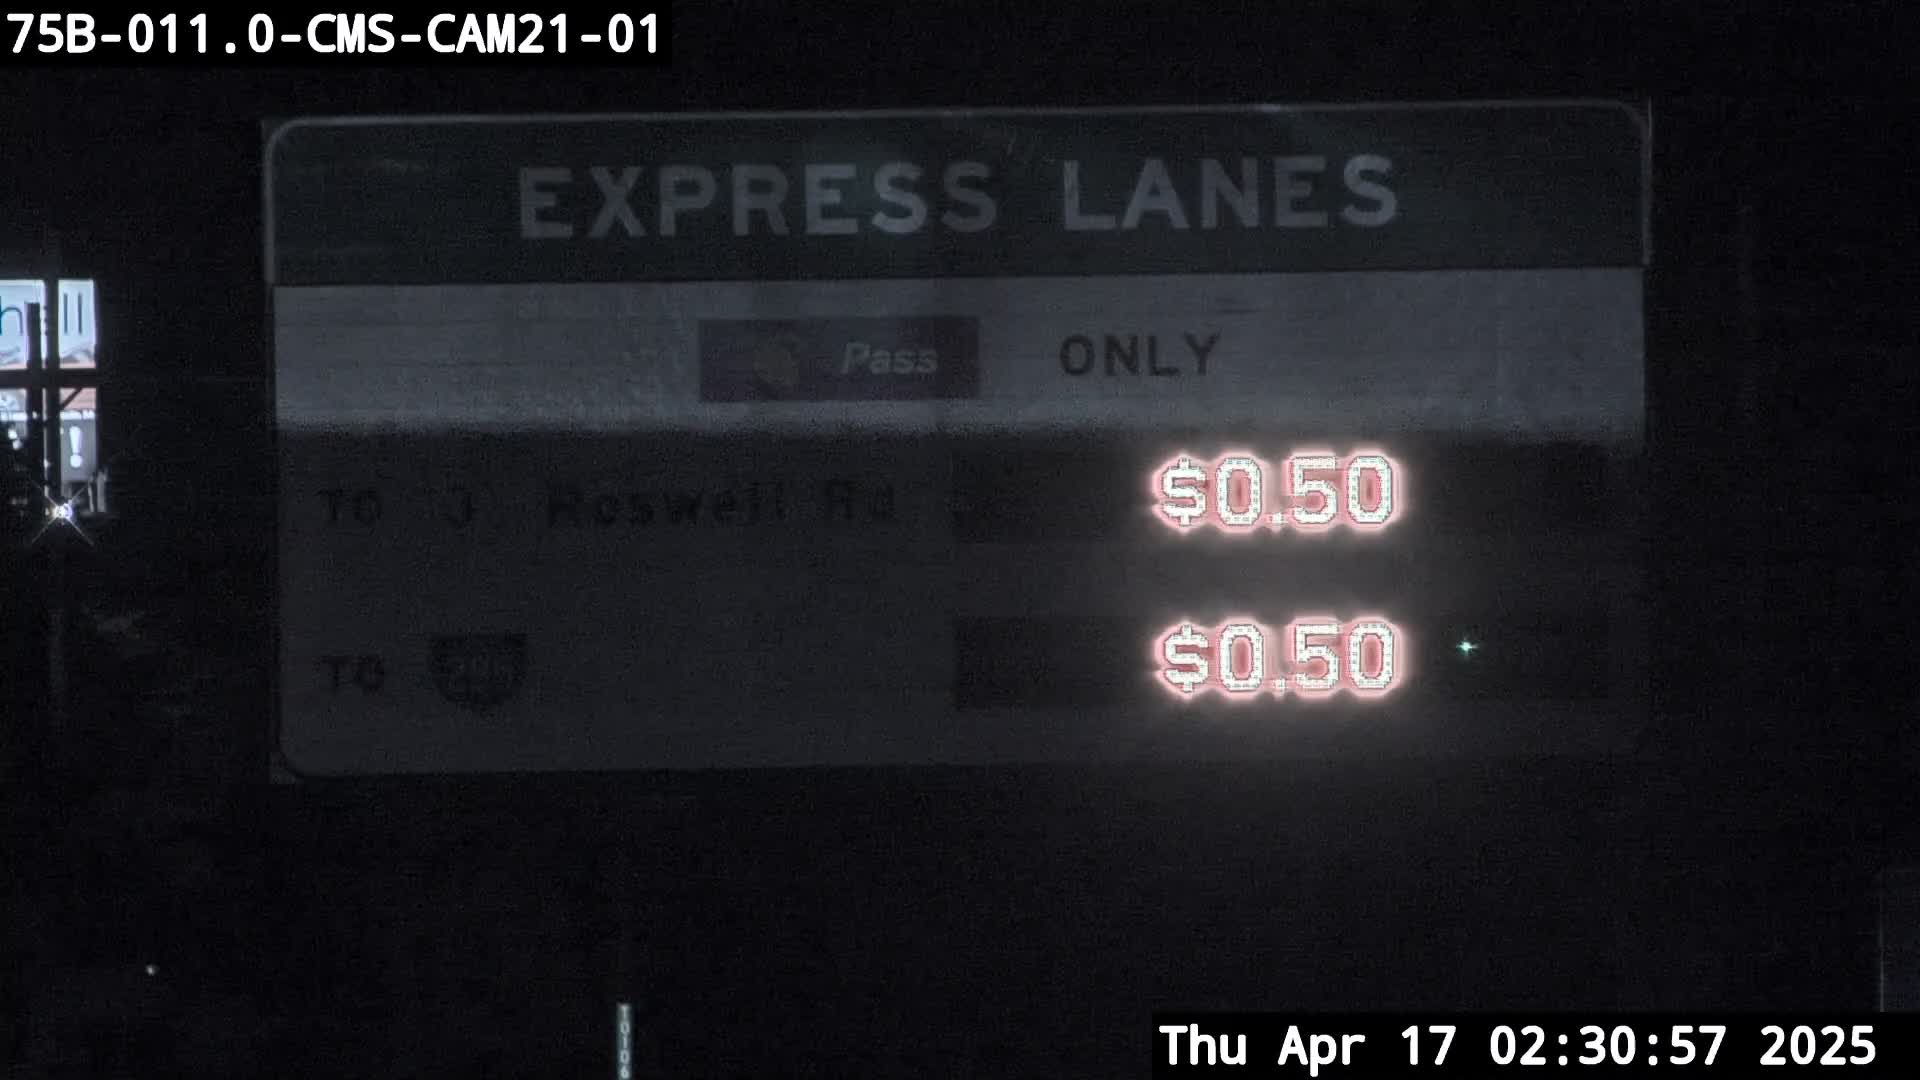 75B-011.0-CMS-CAM21-01
EXPRESS LANES
Pass ONLY
TO Roswell Rd $0.50
TO $0.50
Thu Apr 17 02:30:57 2025